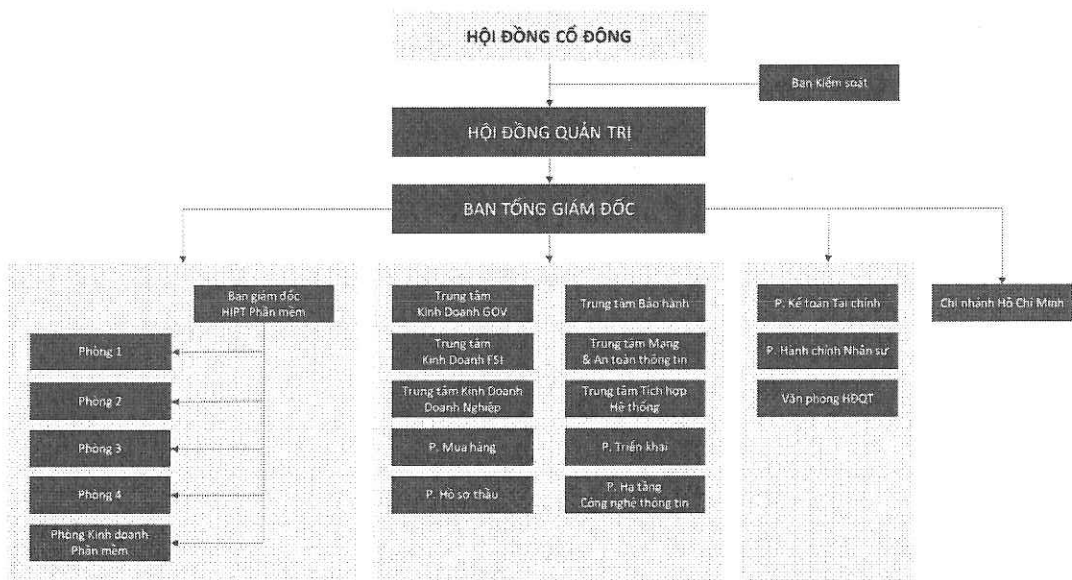 HỘI ĐỒNG CỔ ĐÔNG
Ban Kiểm soát
HỘI ĐỒNG QUẢN TRỊ
BAN TỔNG GIÁM ĐỐC
Ban giám đốc
HIPT Phần mềm
Phòng 1
Phòng 2
Phòng 3
Phòng 4
Phòng Kinh doanh
Phần mềm
Trung tâm
Kinh Doanh GOV
Trung tâm
Kinh Doanh FSI
Trung tâm Kinh Doanh
Doanh Nghiệp
P. Mua hàng
P. Hồ sơ thầu
Trung tâm Bảo hành
Trung tâm Mạng
& An toàn thông tin
Trung tâm Tích hợp
Hệ thống
P. Triển khai
P. Hạ tầng
Công nghệ thông tin
P. Kế toán Tài chính
P. Hành chính Nhân sự
Văn phòng HĐQT
Chi nhánh Hồ Chí Minh